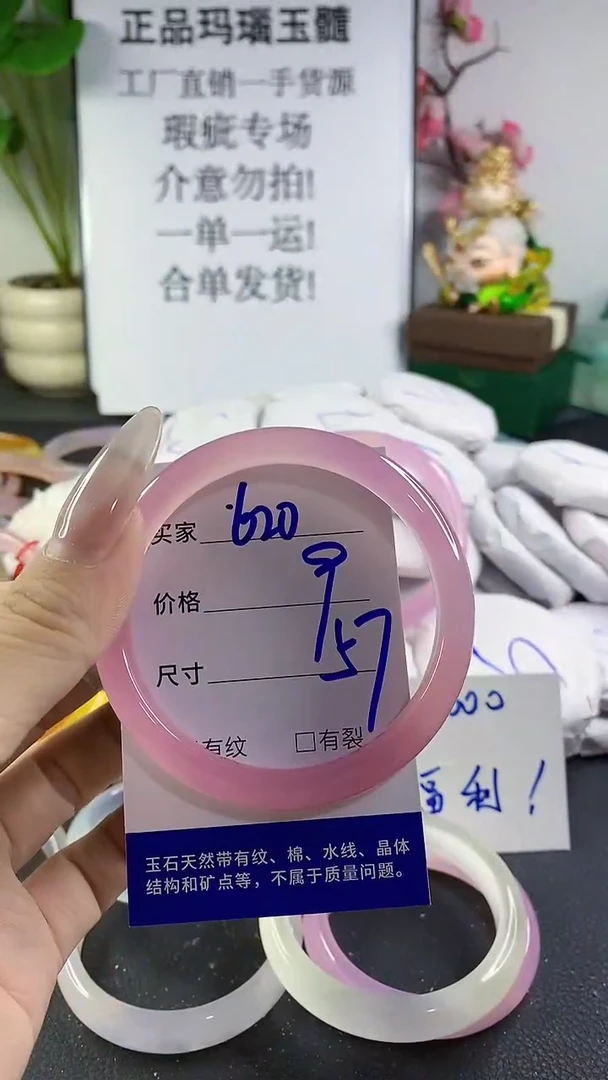 正品玛瑙玉髓
工厂直销一手货源
瑕疵专场
介意勿拍!
一单一运!
合单发货!
买家 620
价格 9
尺寸 57
有纹 □有裂
福利!
玉石天然带有纹、棉、水线、晶体
结构和矿点等，不属于质量问题。